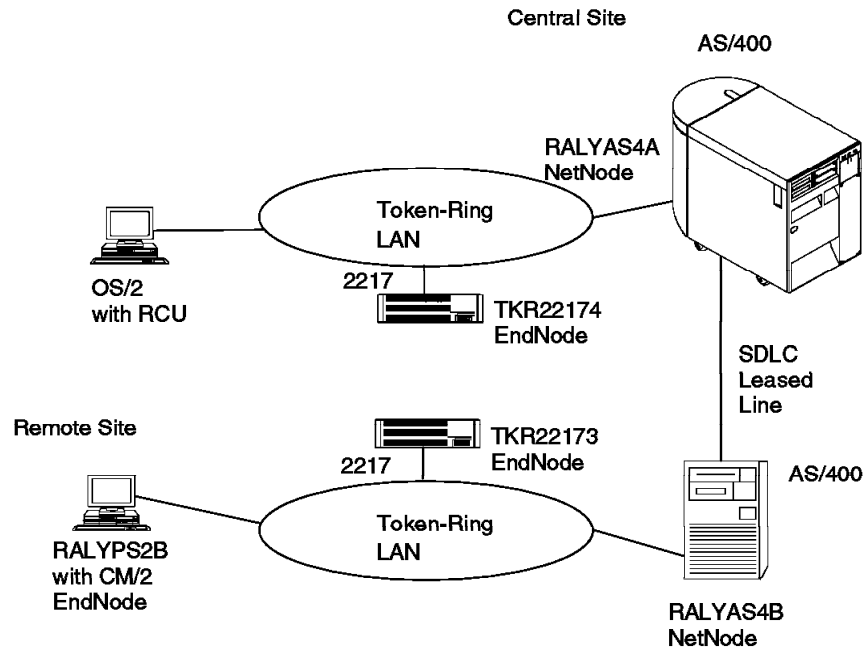 Central Site
AS/400
RALYAS4A
NetNode
Token-Ring
LAN
2217
OS/2
with RCU
TKR22174
EndNode
SDLC
Leased
Line
Remote Site
TKR22173
EndNode
2217
AS/400
Token-Ring
LAN
RALYPS2B
with CM/2
EndNode
RALYAS4B
NetNode